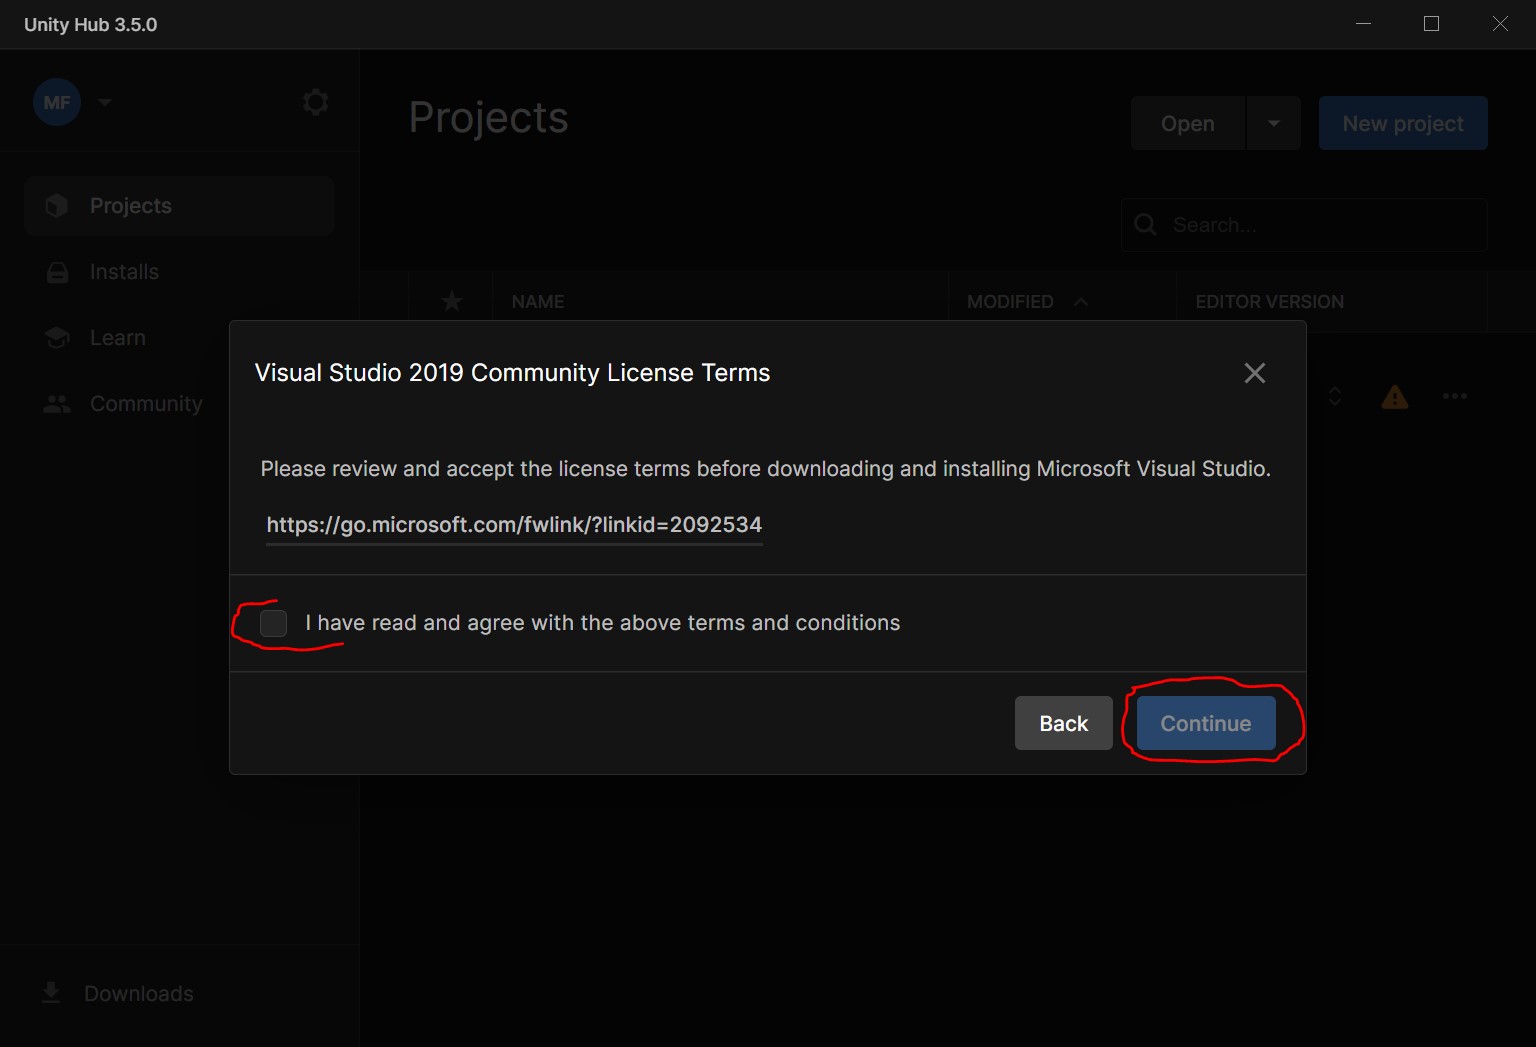 Unity Hub 3.5.0
MF
Projects
Open
New project
Projects
Search...
Installs
NAME
MODIFIED
EDITOR VERSION
Learn
Community
Visual Studio 2019 Community License Terms
Please review and accept the license terms before downloading and installing Microsoft Visual Studio.
https://go.microsoft.com/fwlink/?linkid=2092534
I have read and agree with the above terms and conditions
Back
Continue
Downloads